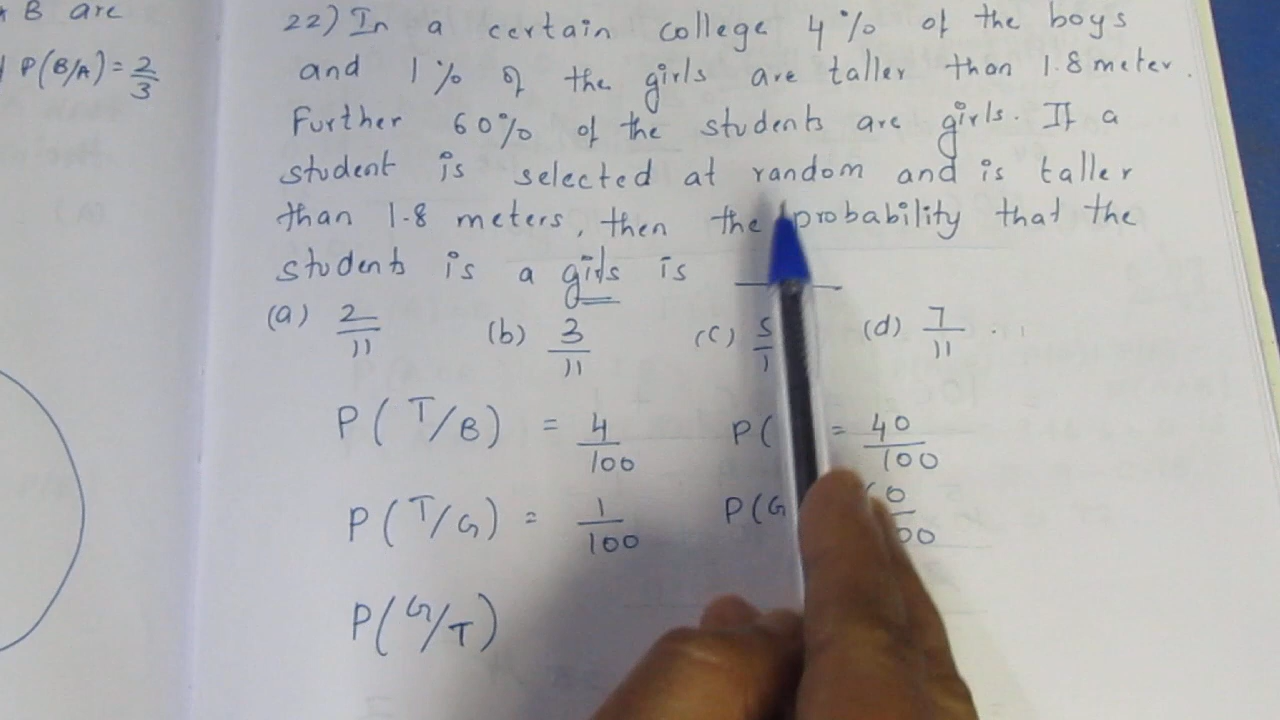 B are
P(B/A) = 2/3
22) In a certain college 4% of the boys
and 1% of the girls are taller than 1.8 meter.
Further 60% of the students are girls. If a
student is selected at random and is taller
than 1.8 meters, then the probability that the
students is a girls is
(a) 2/11 (b) 3/11 (c) 5/1 (d) 7/11 .
P(T/B) = 4/100 P( = 40/100
P(T/G) = 1/100 P(G
P(G/T)